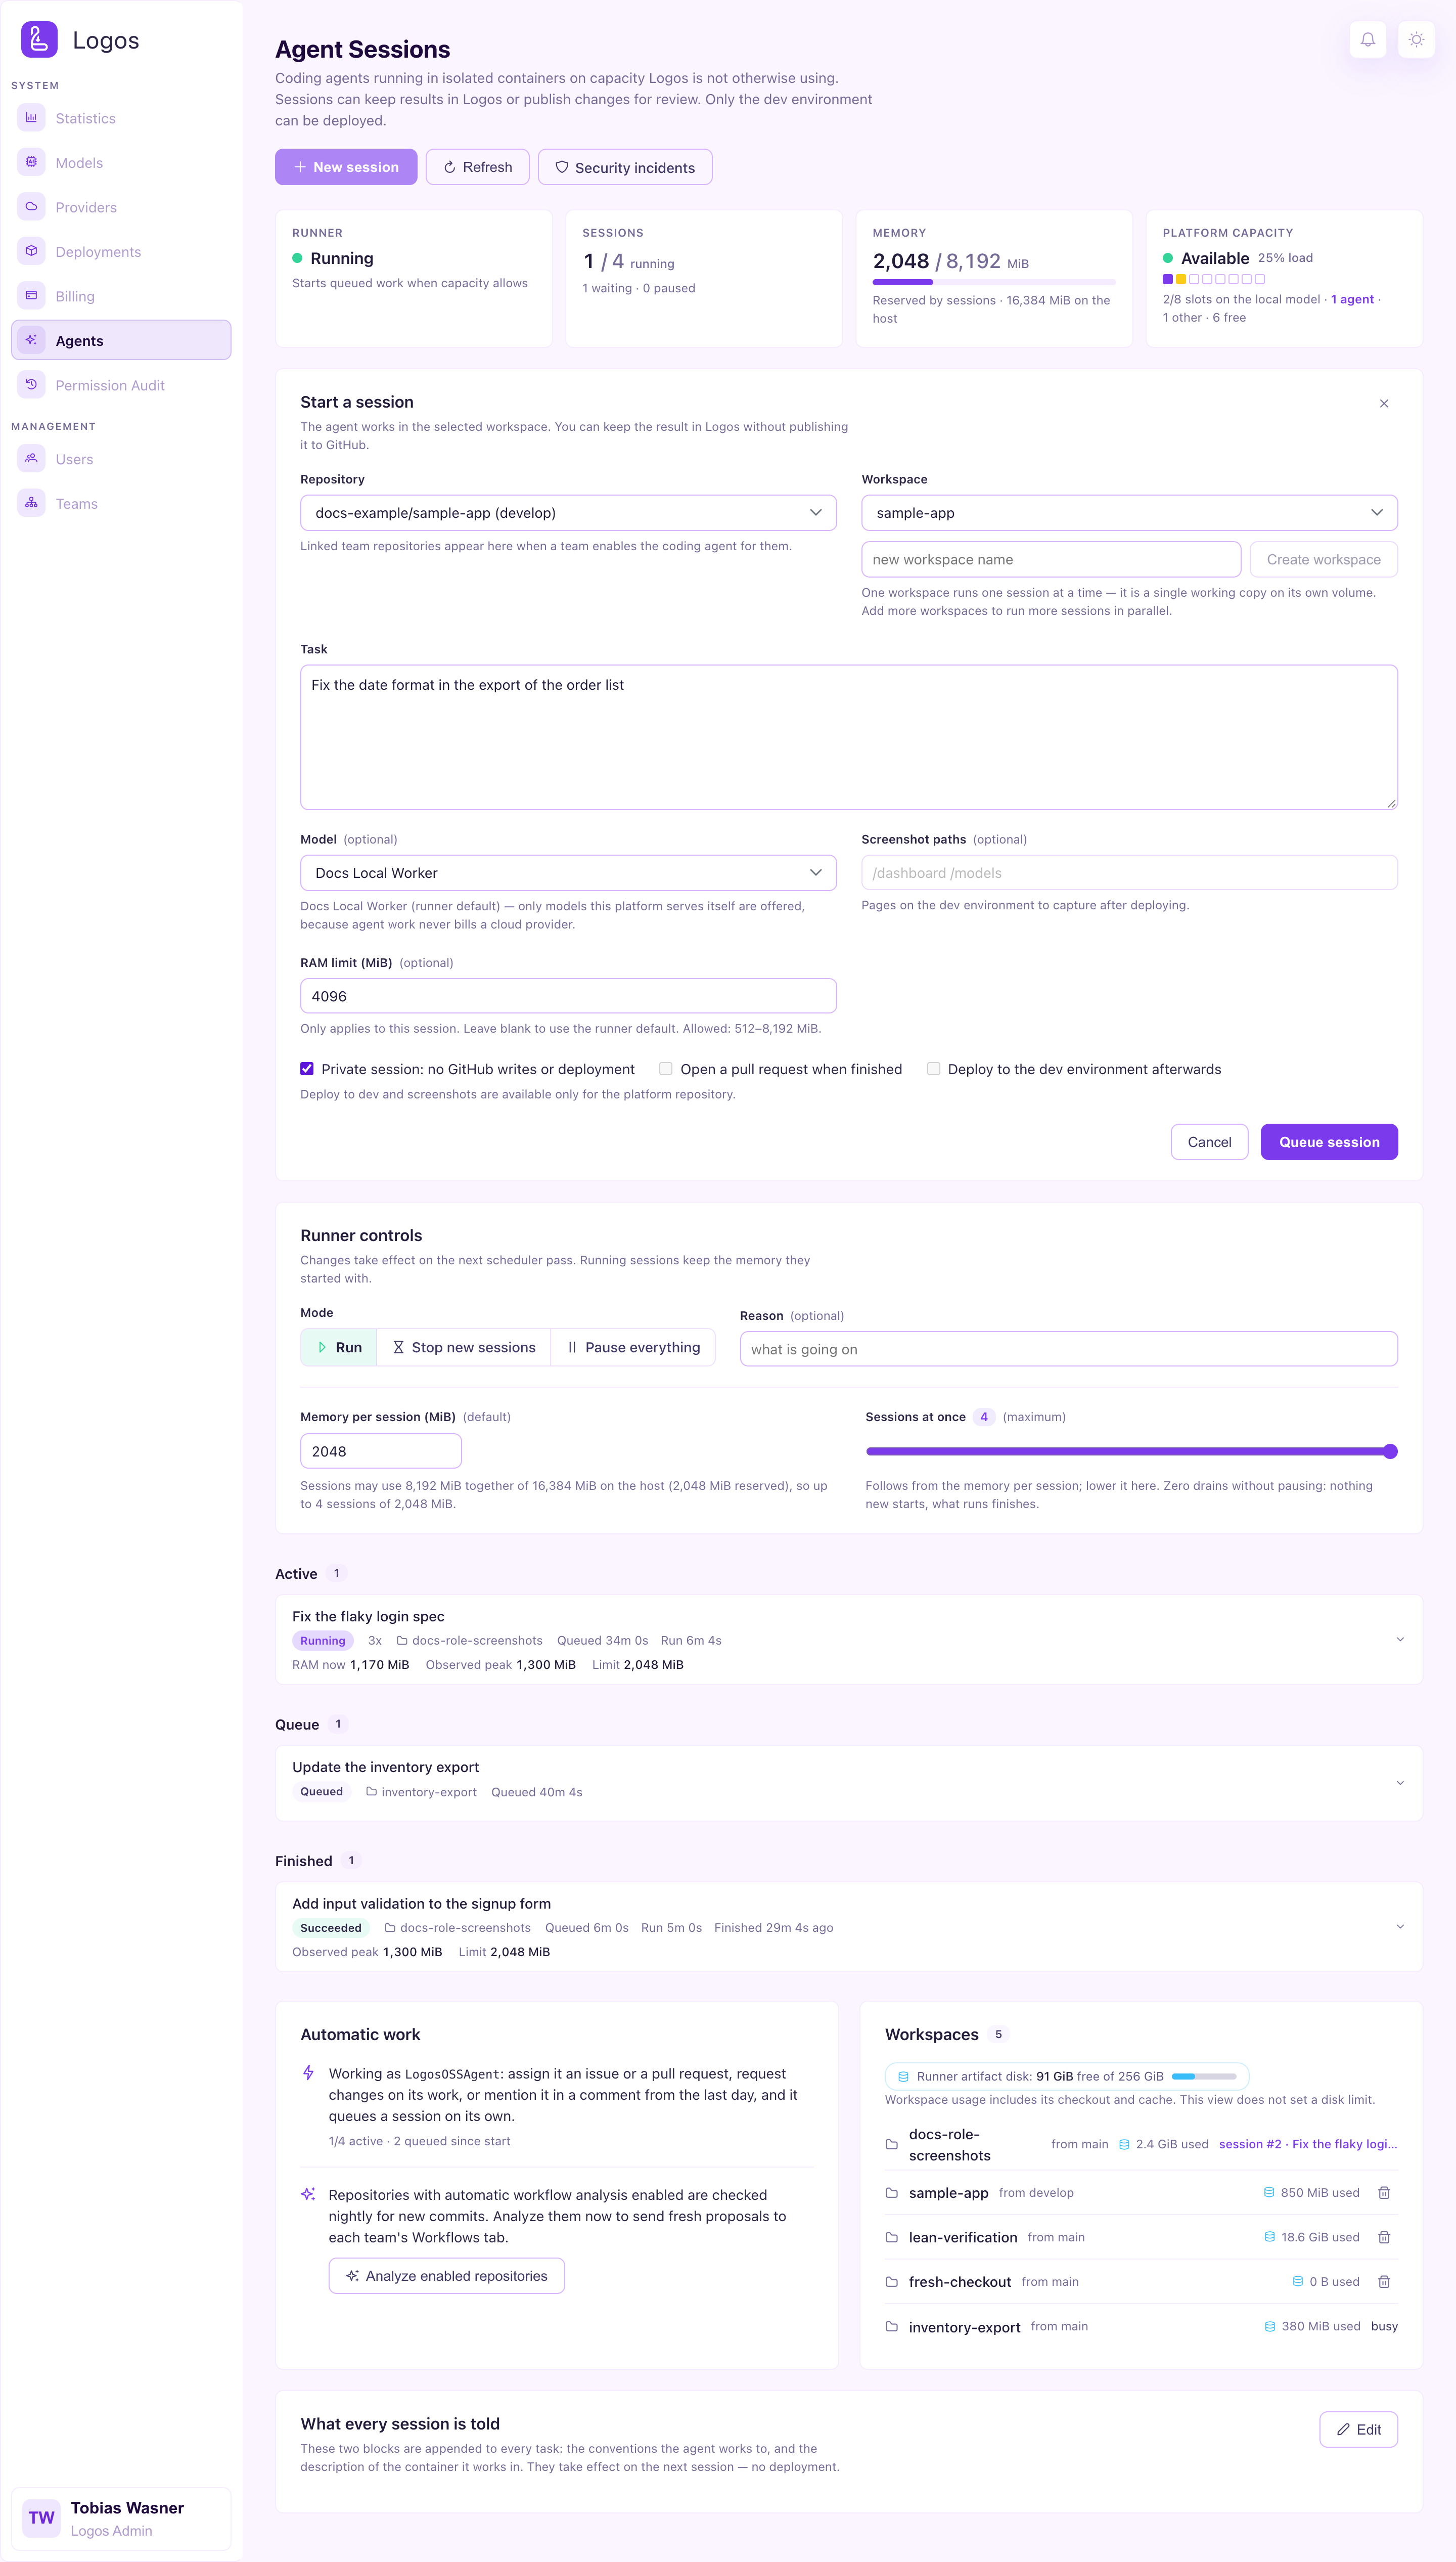 Logos
SYSTEM
Statistics
Models
Providers
Deployments
Billing
Agents
Permission Audit
MANAGEMENT
Users
Teams
TW
Tobias Wasner
Logos Admin
Agent Sessions
Coding agents running in isolated containers on capacity Logos is not otherwise using.
Sessions can keep results in Logos or publish changes for review. Only the dev environment
can be deployed.
New session
Refresh
Security incidents
RUNNER
Running
Starts queued work when capacity allows
SESSIONS
1 / 4 running
1 waiting · 0 paused
MEMORY
2,048 / 8,192 MiB
Reserved by sessions · 16,384 MiB on the
host
PLATFORM CAPACITY
Available 25% load
2/8 slots on the local model · 1 agent ·
1 other · 6 free
Start a session
The agent works in the selected workspace. You can keep the result in Logos without publishing
it to GitHub.
Repository
docs-example/sample-app (develop)
Linked team repositories appear here when a team enables the coding agent for them.
Workspace
sample-app
new workspace name
Create workspace
One workspace runs one session at a time — it is a single working copy on its own volume.
Add more workspaces to run more sessions in parallel.
Task
Fix the date format in the export of the order list
Model (optional)
Docs Local Worker
Docs Local Worker (runner default) — only models this platform serves itself are offered,
because agent work never bills a cloud provider.
Screenshot paths (optional)
/dashboard /models
Pages on the dev environment to capture after deploying.
RAM limit (MiB) (optional)
4096
Only applies to this session. Leave blank to use the runner default. Allowed: 512–8,192 MiB.
Private session: no GitHub writes or deployment
Open a pull request when finished
Deploy to the dev environment afterwards
Deploy to dev and screenshots are available only for the platform repository.
Cancel
Queue session
Runner controls
Changes take effect on the next scheduler pass. Running sessions keep the memory they
started with.
Mode
Run
Stop new sessions
Pause everything
Reason (optional)
what is going on
Memory per session (MiB) (default)
2048
Sessions may use 8,192 MiB together of 16,384 MiB on the host (2,048 MiB reserved), so up
to 4 sessions of 2,048 MiB.
Sessions at once 4 (maximum)
Follows from the memory per session; lower it here. Zero drains without pausing: nothing
new starts, what runs finishes.
Active 1
Fix the flaky login spec
Running 3x docs-role-screenshots Queued 34m 0s Run 6m 4s
RAM now 1,170 MiB Observed peak 1,300 MiB Limit 2,048 MiB
Queue 1
Update the inventory export
Queued inventory-export Queued 40m 4s
Finished 1
Add input validation to the signup form
Succeeded docs-role-screenshots Queued 6m 0s Run 5m 0s Finished 29m 4s ago
Observed peak 1,300 MiB Limit 2,048 MiB
Automatic work
Working as LogosOSSAgent: assign it an issue or a pull request, request
changes on its work, or mention it in a comment from the last day, and it
queues a session on its own.
1/4 active · 2 queued since start
Repositories with automatic workflow analysis enabled are checked
nightly for new commits. Analyze them now to send fresh proposals to
each team's Workflows tab.
Analyze enabled repositories
Workspaces 5
Runner artifact disk: 91 GiB free of 256 GiB
Workspace usage includes its checkout and cache. This view does not set a disk limit.
docs-role-
screenshots
from main 2.4 GiB used session #2 · Fix the flaky logi...
sample-app from develop 850 MiB used
lean-verification from main 18.6 GiB used
fresh-checkout from main 0 B used
inventory-export from main 380 MiB used busy
What every session is told
These two blocks are appended to every task: the conventions the agent works to, and the
description of the container it works in. They take effect on the next session — no deployment.
Edit